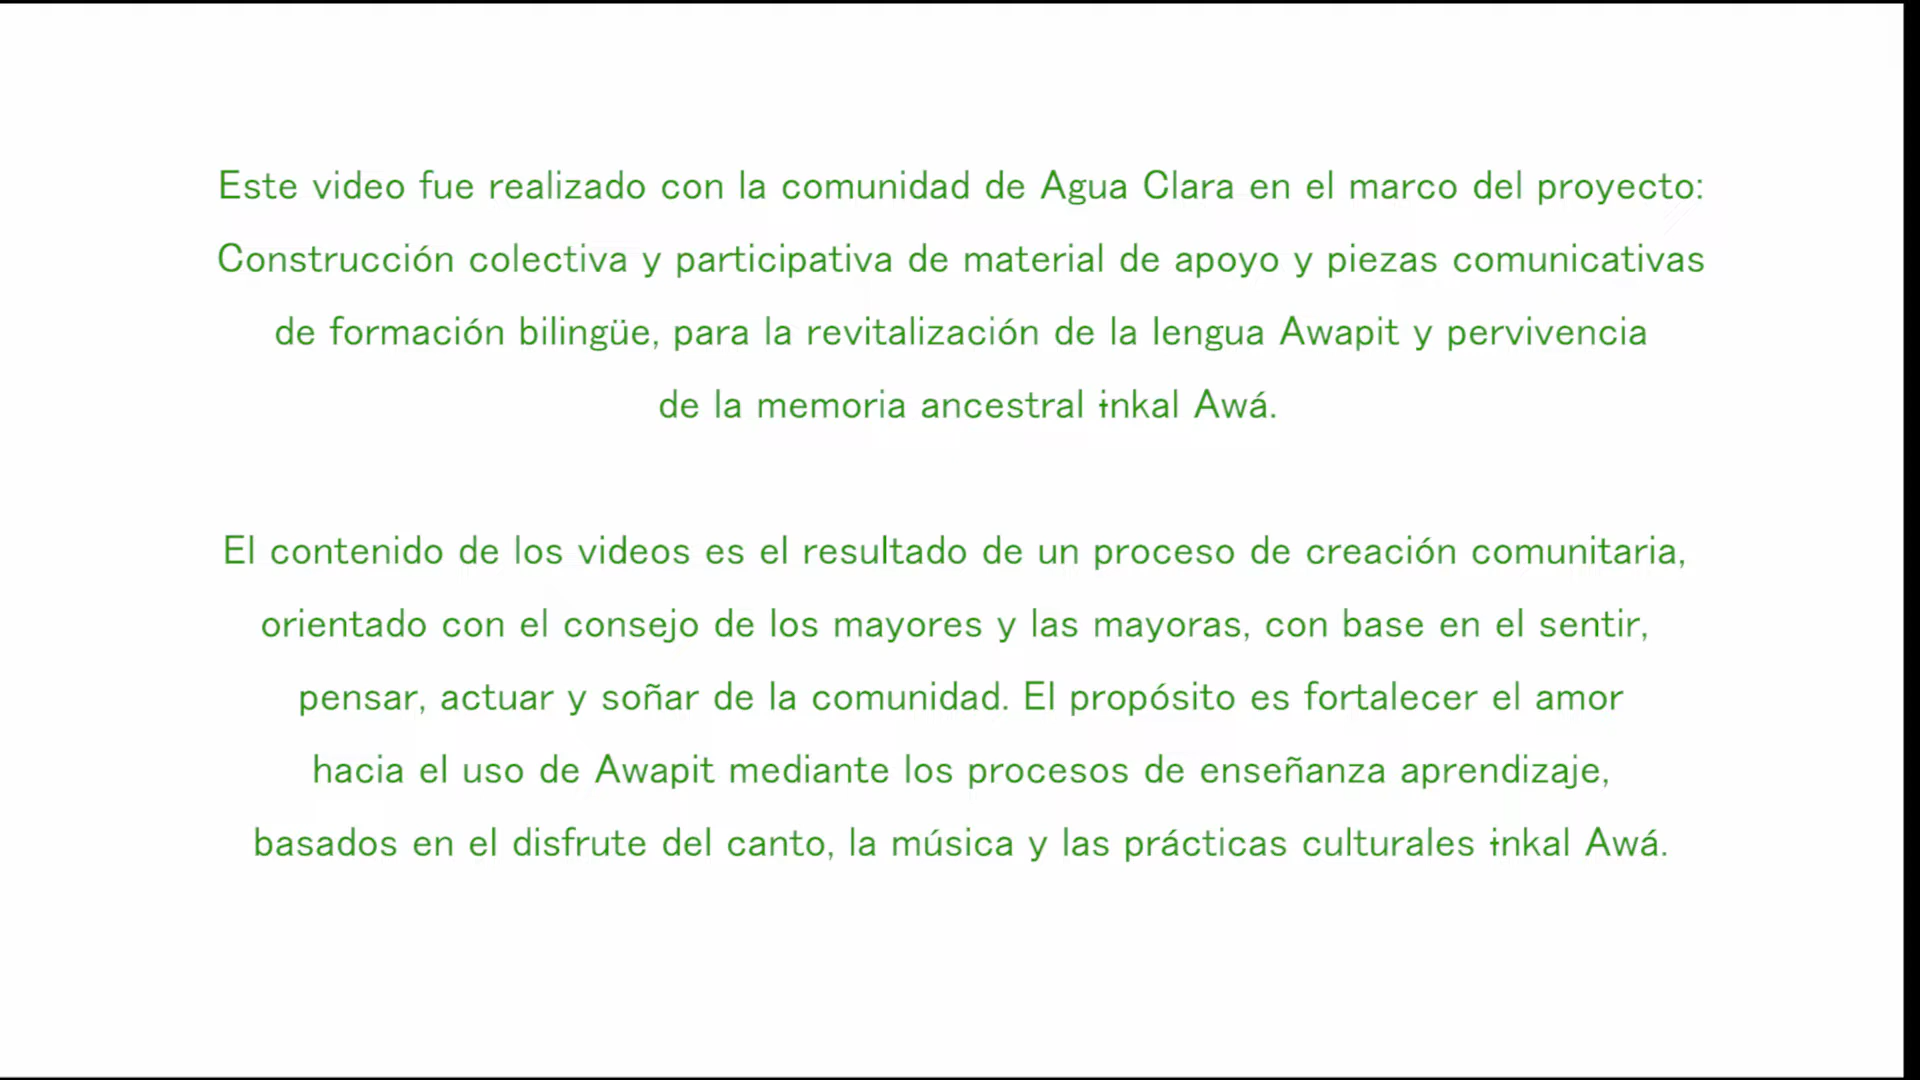 Este video fue realizado con la comunidad de Agua Clara en el marco del proyecto:
Construcción colectiva y participativa de material de apoyo y piezas comunicativas
de formación bilingüe, para la revitalización de la lengua Awapit y pervivencia
de la memoria ancestral ɨnkal Awá.
El contenido de los videos es el resultado de un proceso de creación comunitaria,
orientado con el consejo de los mayores y las mayoras, con base en el sentir,
pensar, actuar y soñar de la comunidad. El propósito es fortalecer el amor
hacia el uso de Awapit mediante los procesos de enseñanza aprendizaje,
basados en el disfrute del canto, la música y las prácticas culturales ɨnkal Awá.